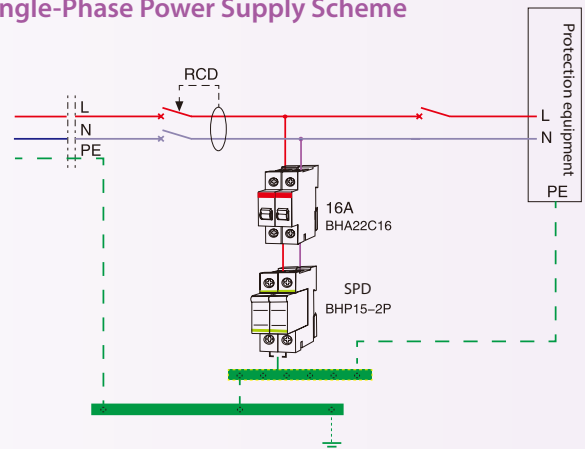 ngle-Phase Power Supply Scheme
RCD
L
N
PE
L
N
PE
Protection equipment
16A
BHA22C16
SPD
BHP15-2P